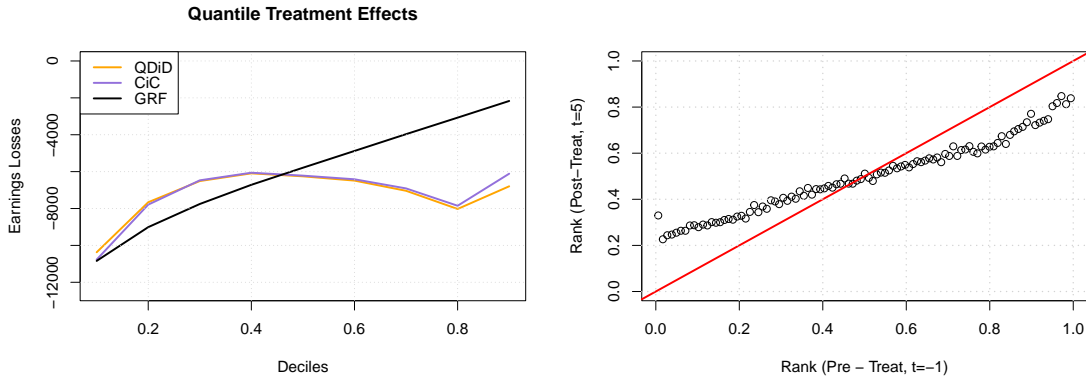 Quantile Treatment Effects
QDiD
CiC
GRF
Earnings Losses
0
−4000
−8000
−12000
0.2
0.4
0.6
0.8
Deciles
Rank (Post−Treat, t=5)
1.0
0.8
0.6
0.4
0.2
0.0
0.0
0.2
0.4
0.6
0.8
1.0
Rank (Pre − Treat, t=−1)